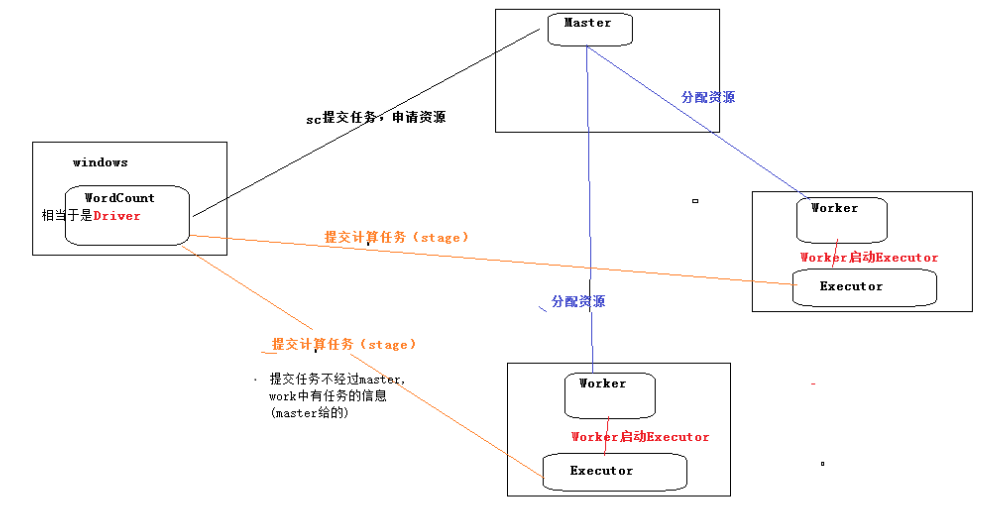 Master
分配资源
sc提交任务，申请资源
windows
WordCount
相当于是Driver
提交计算任务（stage）
Worker
Worker启动Executor
Executor
分配资源
提交计算任务（stage）
提交任务不经过master,
work中有任务的信息
(master给的)
Worker
Worker启动Executor
Executor